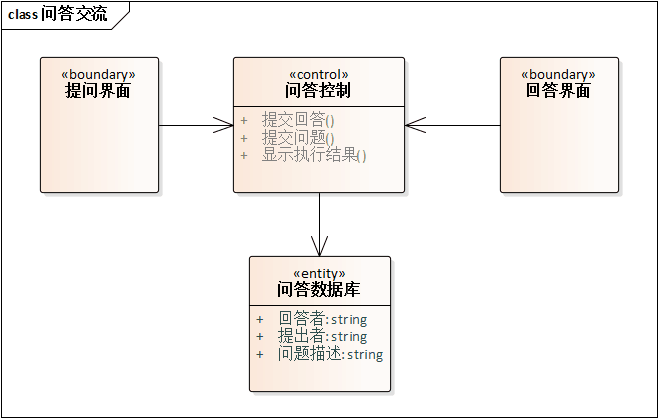 class 问答交流
«boundary»
提问界面
«control»
问答控制
+ 提交回答()
+ 提交问题()
+ 显示执行结果()
«boundary»
回答界面
«entity»
问答数据库
+ 回答者: string
+ 提出者: string
+ 问题描述: string